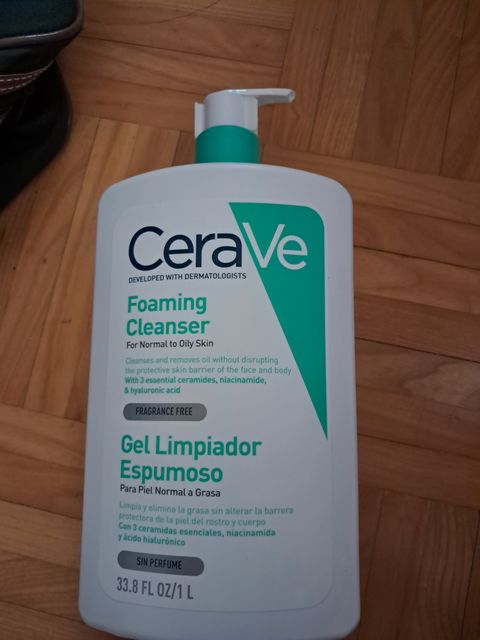 CeraVe
DEVELOPED WITH DERMATOLOGISTS
Foaming
Cleanser
For Normal to Oily Skin
Cleanses and removes oil without disrupting
the protective skin barrier of the face and body
With 3 essential ceramides, niacinamide,
& hyaluronic acid
FRAGRANCE FREE
Gel Limpiador
Espumoso
Para Piel Normal a Grasa
Limpia y elimina la grasa sin alterar la barrera
protectora de la piel del rostro y cuerpo
Con 3 ceramidas esenciales, niacinamida
y ácido hialurónico
SIN PERFUME
33.8 FL OZ/1 L